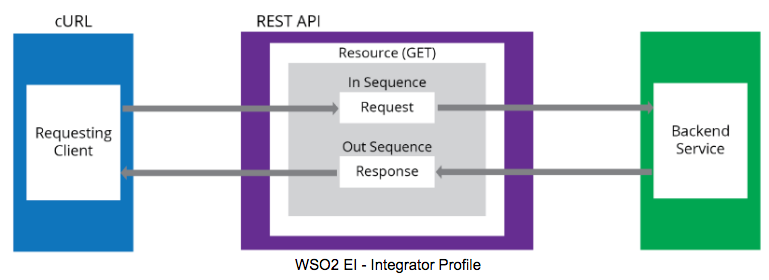 cURL
REST API
Resource (GET)
In Sequence
Request
Out Sequence
Response
Requesting
Client
Backend
Service
WSO2 EI - Integrator Profile